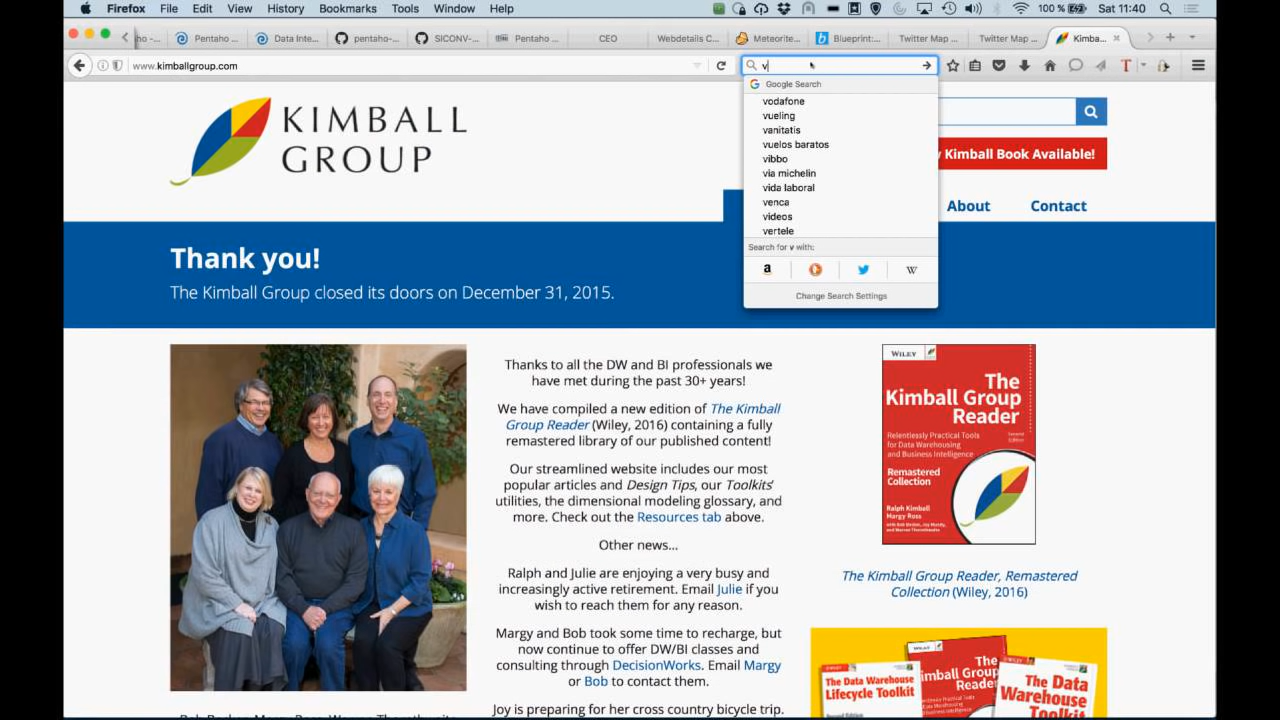 Firefox File Edit View History Bookmarks Tools Window Help 100 % Sat 11:40
ho -... Pentaho ... Data Inte... pentaho-... SICONV-... Pentaho ... CEO Webdetails C... Meteorite... Blueprint:... Twitter Map ... Twitter Map ... Kimba...
www.kimballgroup.com
v
Google Search
vodafone
vueling
vanitatis
vuelos baratos
vibbo
via michelin
vida laboral
venca
videos
vertele
Search for v with:
Change Search Settings
KIMBALL
GROUP
Kimball Book Available!
About Contact
Thank you!
The Kimball Group closed its doors on December 31, 2015.
Thanks to all the DW and BI professionals we
have met during the past 30+ years!
We have compiled a new edition of The Kimball
Group Reader (Wiley, 2016) containing a fully
remastered library of our published content!
Our streamlined website includes our most
popular articles and Design Tips, our Toolkits'
utilities, the dimensional modeling glossary, and
more. Check out the Resources tab above.
Other news...
Ralph and Julie are enjoying a very busy and
increasingly active retirement. Email Julie if you
wish to reach them for any reason.
Margy and Bob took some time to recharge, but
now continue to offer DW/BI classes and
consulting through DecisionWorks. Email Margy
or Bob to contact them.
Joy is preparing for her cross country bicycle trip.
WILEY
The
Kimball Group
Reader
Relentlessly Practical Tools
for Data Warehousing
and Business Intelligence
Second
Edition
Remastered
Collection
Ralph Kimball
Margy Ross
The Kimball Group Reader, Remastered
Collection (Wiley, 2016)
The Data Warehouse
Lifecycle Toolkit
WILEY
The
Kimball Group
Reader
The Data
Warehouse
Toolkit